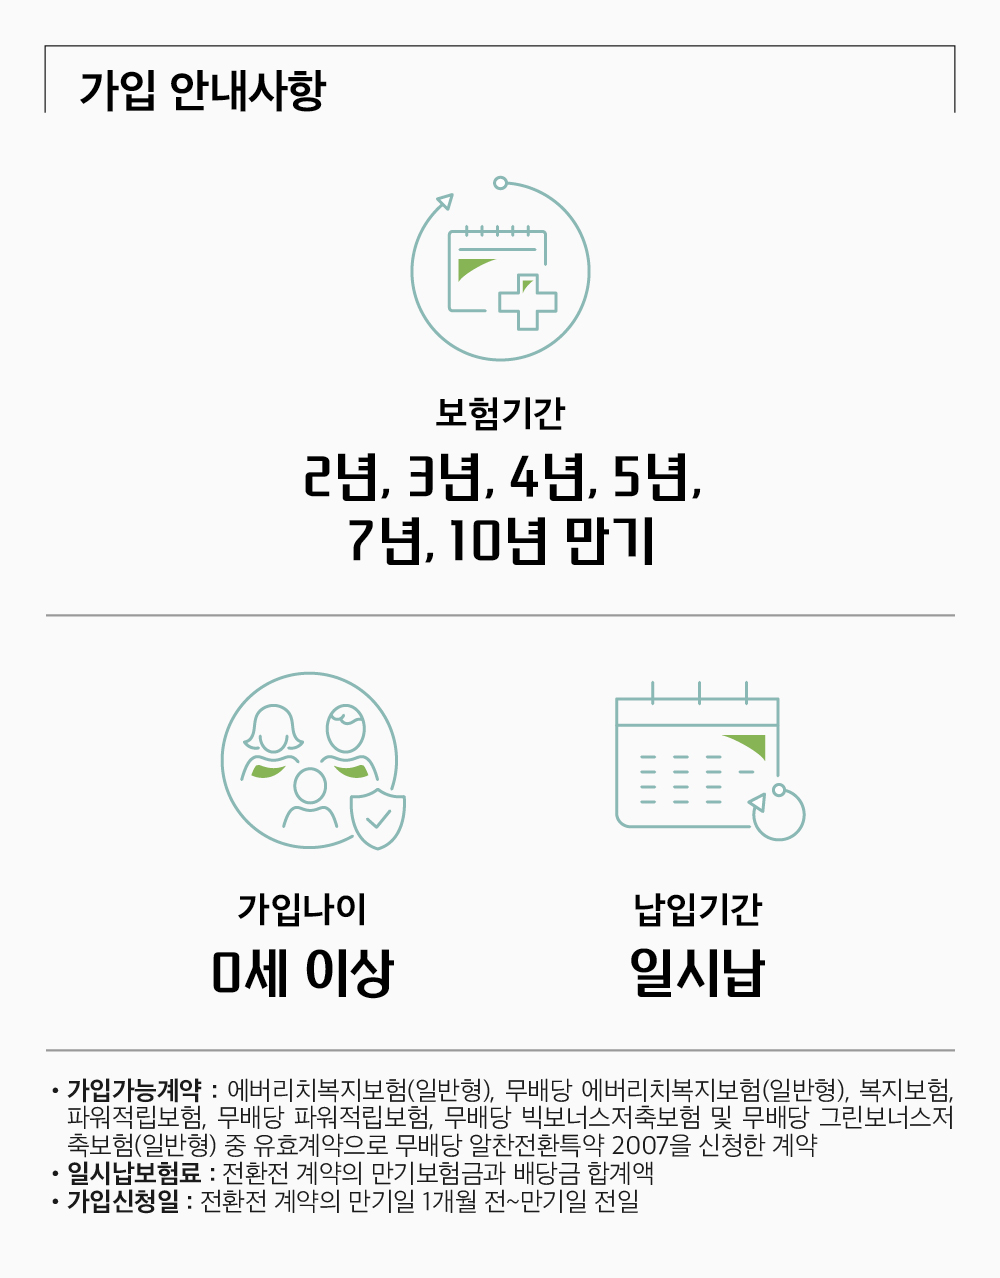 가입 안내사항
보험기간
2년, 3년, 4년, 5년,
7년, 10년 만기
가입나이
0세 이상
납입기간
일시납
• 가입가능계약 : 에버리치복지보험(일반형), 무배당 에버리치복지보험(일반형), 복지보험,
파워적립보험, 무배당 파워적립보험, 무배당 빅보너스저축보험 및 무배당 그린보너스저
축보험(일반형) 중 유효계약으로 무배당 알찬전환특약 2007을 신청한 계약
• 일시납보험료 : 전환전 계약의 만기보험금과 배당금 합계액
• 가입신청일 : 전환전 계약의 만기일 1개월 전~만기일 전일